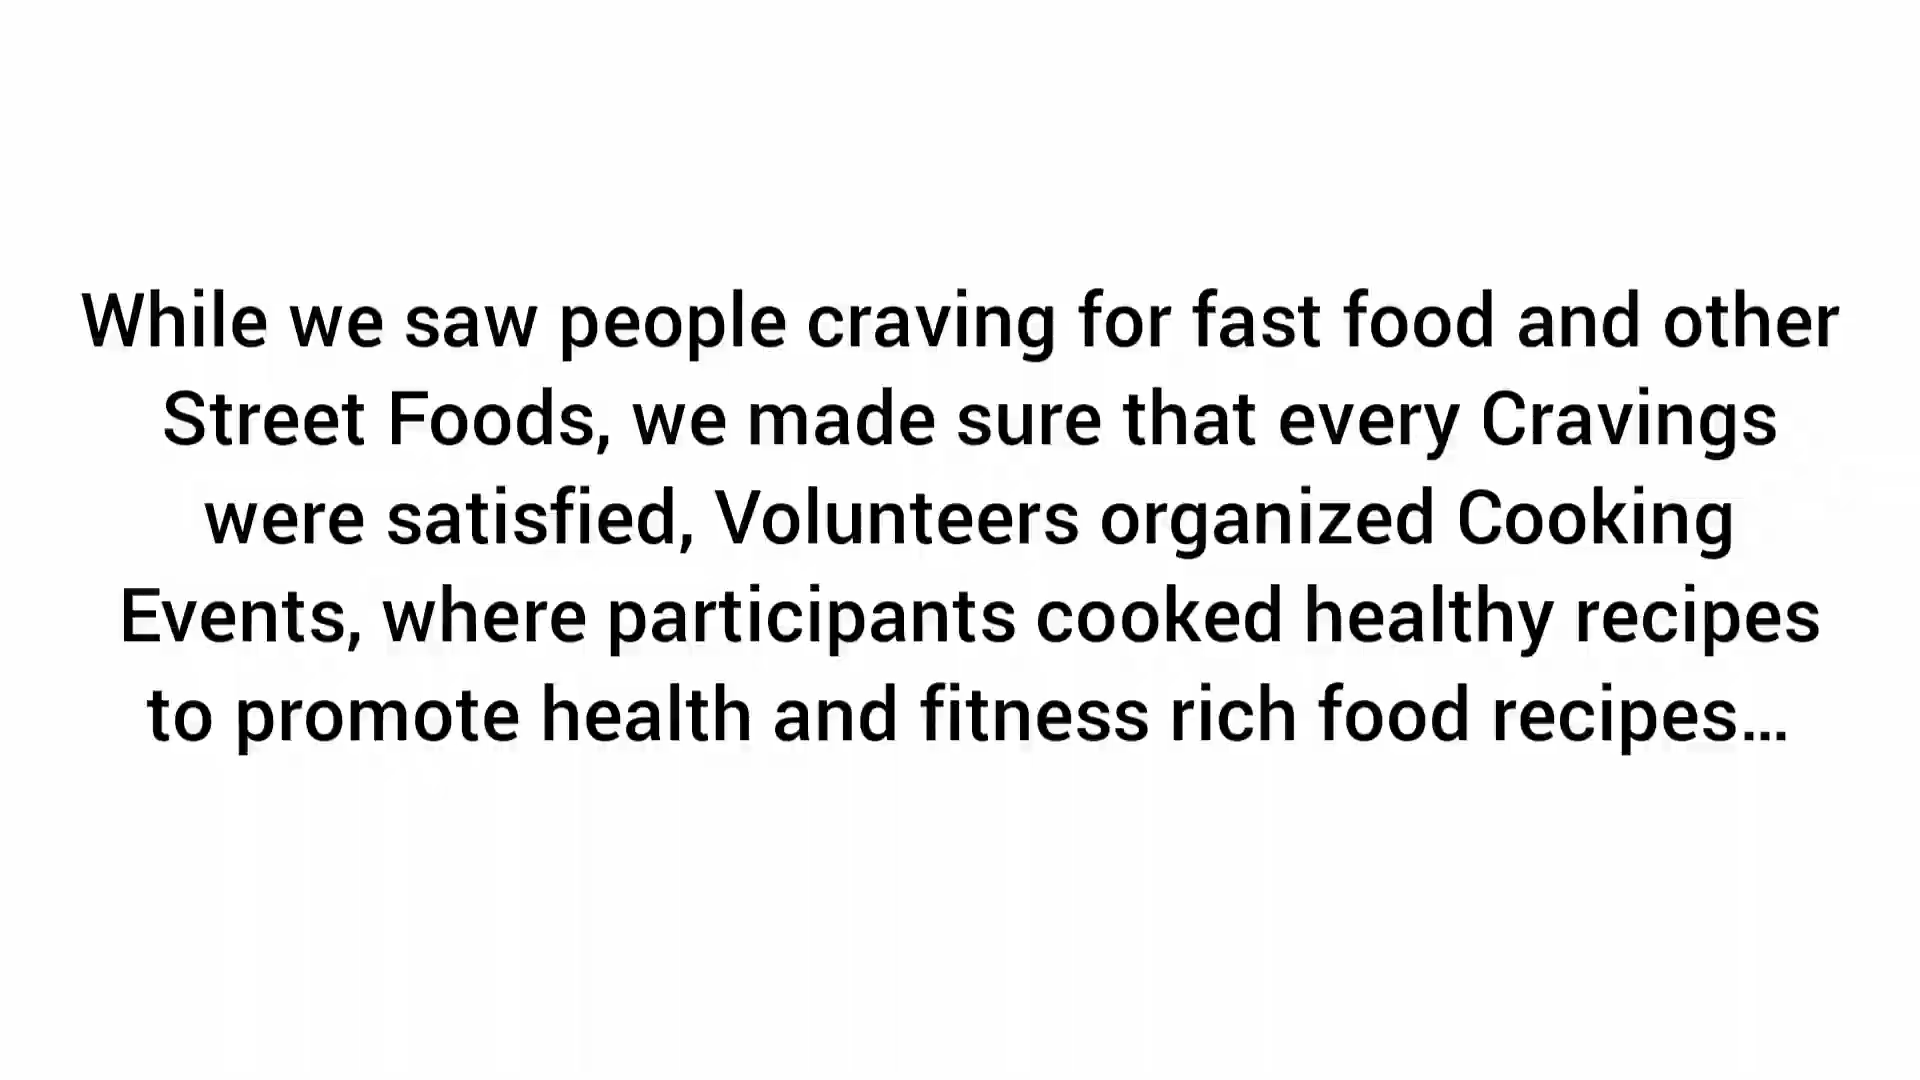 While we saw people craving for fast food and other
Street Foods, we made sure that every Cravings
were satisfied, Volunteers organized Cooking
Events, where participants cooked healthy recipes
to promote health and fitness rich food recipes...